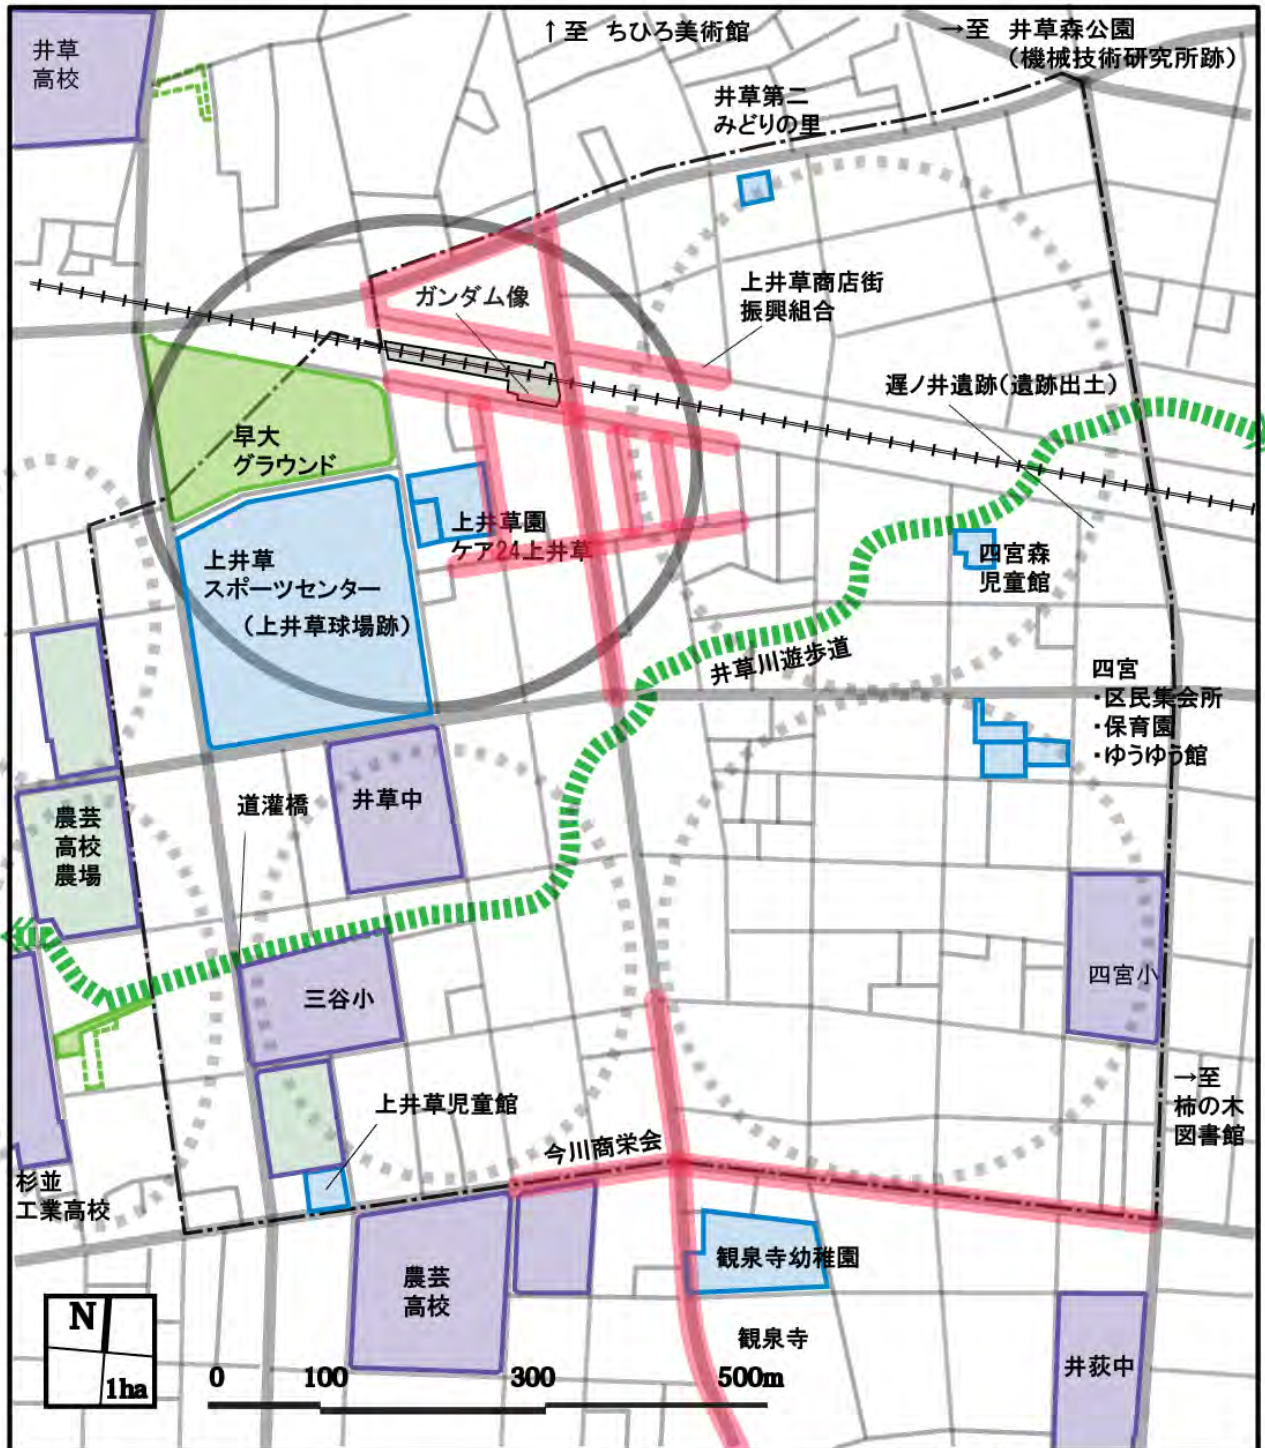 井草
高校
↑至 ちひろ美術館
→至 井草森公園
(機械技術研究所跡)
井草第二
みどりの里
ガンダム像
上井草商店街
振興組合
遅ノ井遺跡(遺跡出土)
早大
グラウンド
上井草園
ケア24上井草
上井草
スポーツセンター
(上井草球場跡)
四宮森
児童館
井草川遊歩道
四宮
・区民集会所
・保育園
・ゆうゆう館
道灌橋
井草中
農芸
高校
農場
三谷小
四宮小
上井草児童館
→至
柿の木
図書館
今川商栄会
杉並
工業高校
観泉寺幼稚園
農芸
高校
観泉寺
井荻中
N
1ha
0 100 300 500m